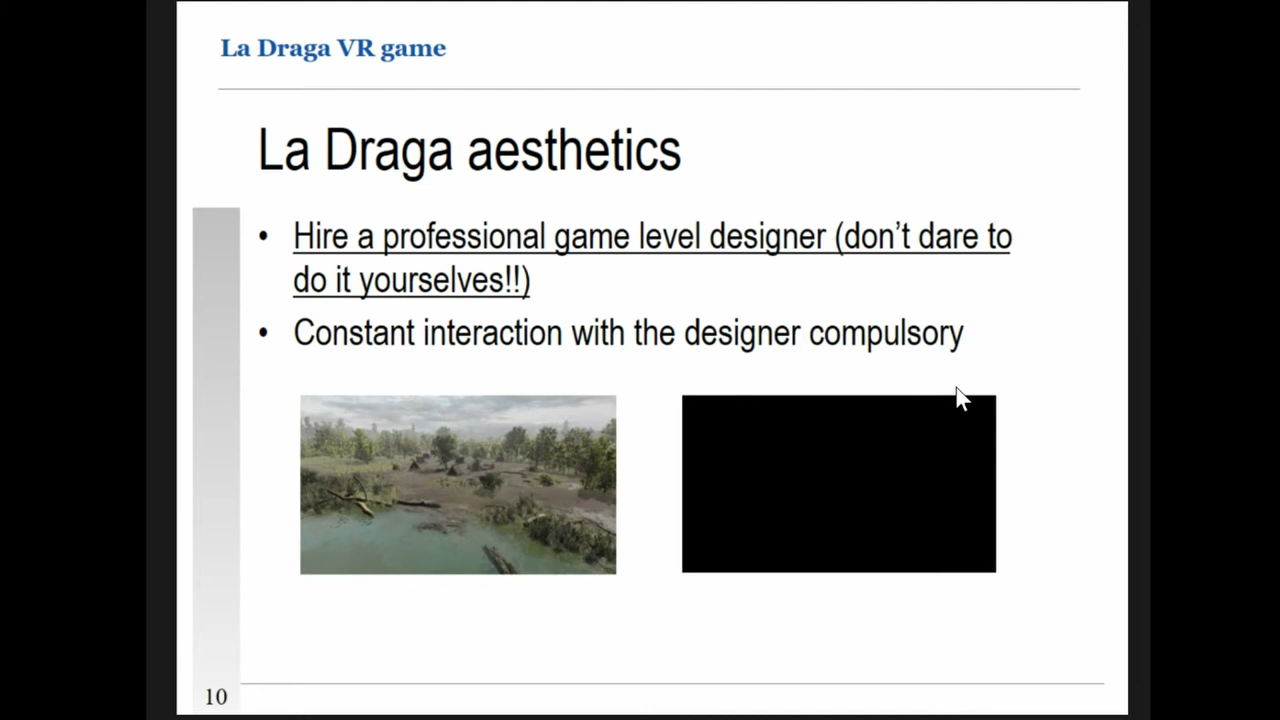 La Draga VR game
La Draga aesthetics
• Hire a professional game level designer (don't dare to
do it yourselves!!)
• Constant interaction with the designer compulsory
10